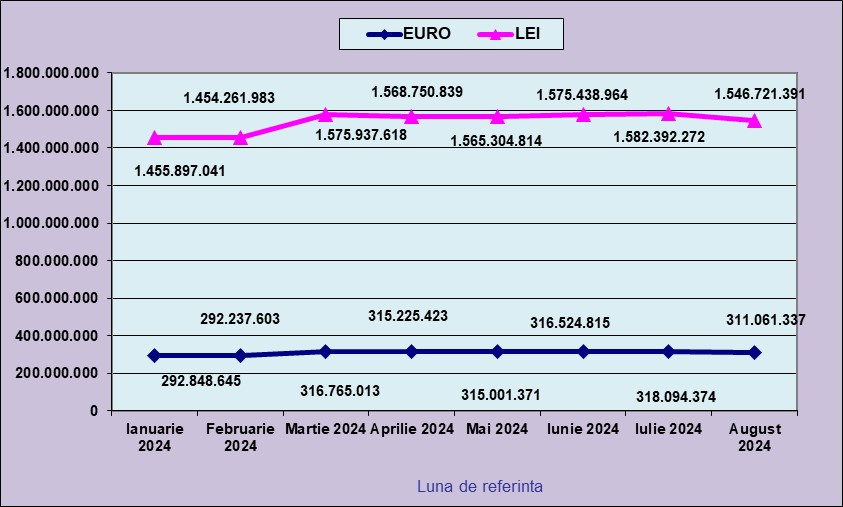 EURO LEI
1.800.000.000
1.600.000.000
1.400.000.000
1.200.000.000
1.000.000.000
800.000.000
600.000.000
400.000.000
200.000.000
0
1.455.897.041
1.454.261.983
1.575.937.618
1.568.750.839
1.565.304.814
1.575.438.964
1.582.392.272
1.546.721.391
292.848.645
292.237.603
316.765.013
315.225.423
315.001.371
316.524.815
318.094.374
311.061.337
Ianuarie
2024
Februarie
2024
Martie 2024
Aprilie 2024
Mai 2024
Iunie 2024
Iulie 2024
August
2024
Luna de referinta